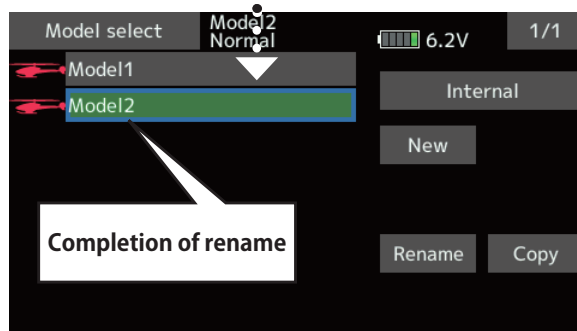 Model select
Model2
Normal
6.2V
1/1
Model1
Internal
Model2
New
Completion of rename
Rename
Copy